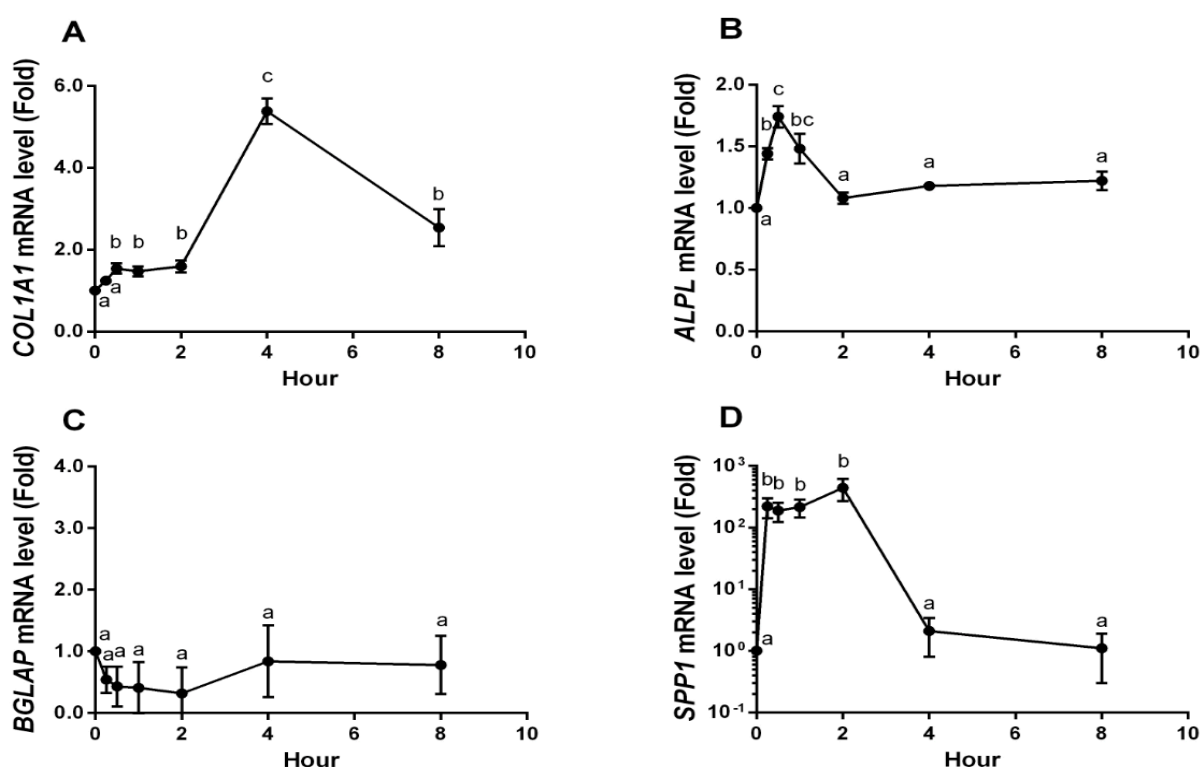 A
COL1A1 mRNA level (Fold)
6.0
4.0
2.0
0.0
a
a
b
b
b
c
b
0 2 4 6 8 10
Hour
B
ALPL mRNA level (Fold)
2.0
1.5
1.0
0.5
0.0
a
b
c
bc
a
a
a
0 2 4 6 8 10
Hour
C
BGLAP mRNA level (Fold)
4.0
3.0
2.0
1.0
0.0
a
a
a
a
a
a
a
0 2 4 6 8 10
Hour
D
SPP1 mRNA level (Fold)
10³
10²
10¹
10⁰
10⁻¹
a
b
b
b
b
a
a
0 2 4 6 8 10
Hour